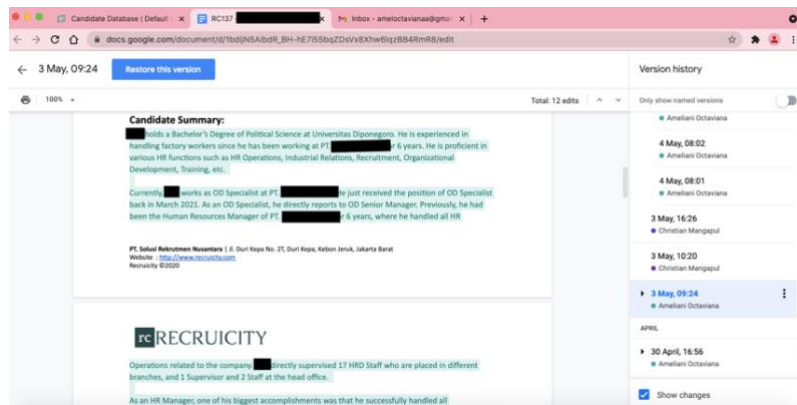 Candidate Database | Default
RC137
Inbox - ameloctavianaa@gmai
docs.google.com/document/d/1bdijN5AlbdR_BH-hE7i55bqZDsVx8Xhw6lqzBB4RmR8/edit
3 May, 09:24
Restore this version
Version history
100%
Total: 12 edits
Only show named versions
Candidate Summary:
holds a Bachelor's Degree of Political Science at Universitas Diponegoro. He is experienced in
handling factory workers since he has been working at PT. r 6 years. He is proficient in
various HR functions such as HR Operations, Industrial Relations, Recruitment, Organizational
Development, Training, etc.
Currently, works as OD Specialist at PT. He just received the position of OD Specialist
back in March 2021. As an OD Specialist, he directly reports to OD Senior Manager. Previously, he had
been the Human Resources Manager of PT. r 6 years, where he handled all HR
PT. Solusi Rekrutmen Nusantara | Jl. Duri Kepa No. 2T, Duri Kepa, Kebon Jeruk, Jakarta Barat
Website : http://www.recruicity.com
Recruicity ©2020
rc RECRUICITY
Operations related to the company. directly supervised 17 HRD Staff who are placed in different
branches, and 1 Supervisor and 2 Staff at the head office.
As an HR Manager, one of his biggest accomplishments was that he successfully handled all
Ameliani Octaviana
4 May, 08:02
Ameliani Octaviana
4 May, 08:01
Ameliani Octaviana
3 May, 16:26
Christian Mangapul
3 May, 10:20
Christian Mangapul
3 May, 09:24
Ameliani Octaviana
APRIL
30 April, 16:56
Ameliani Octaviana
Show changes